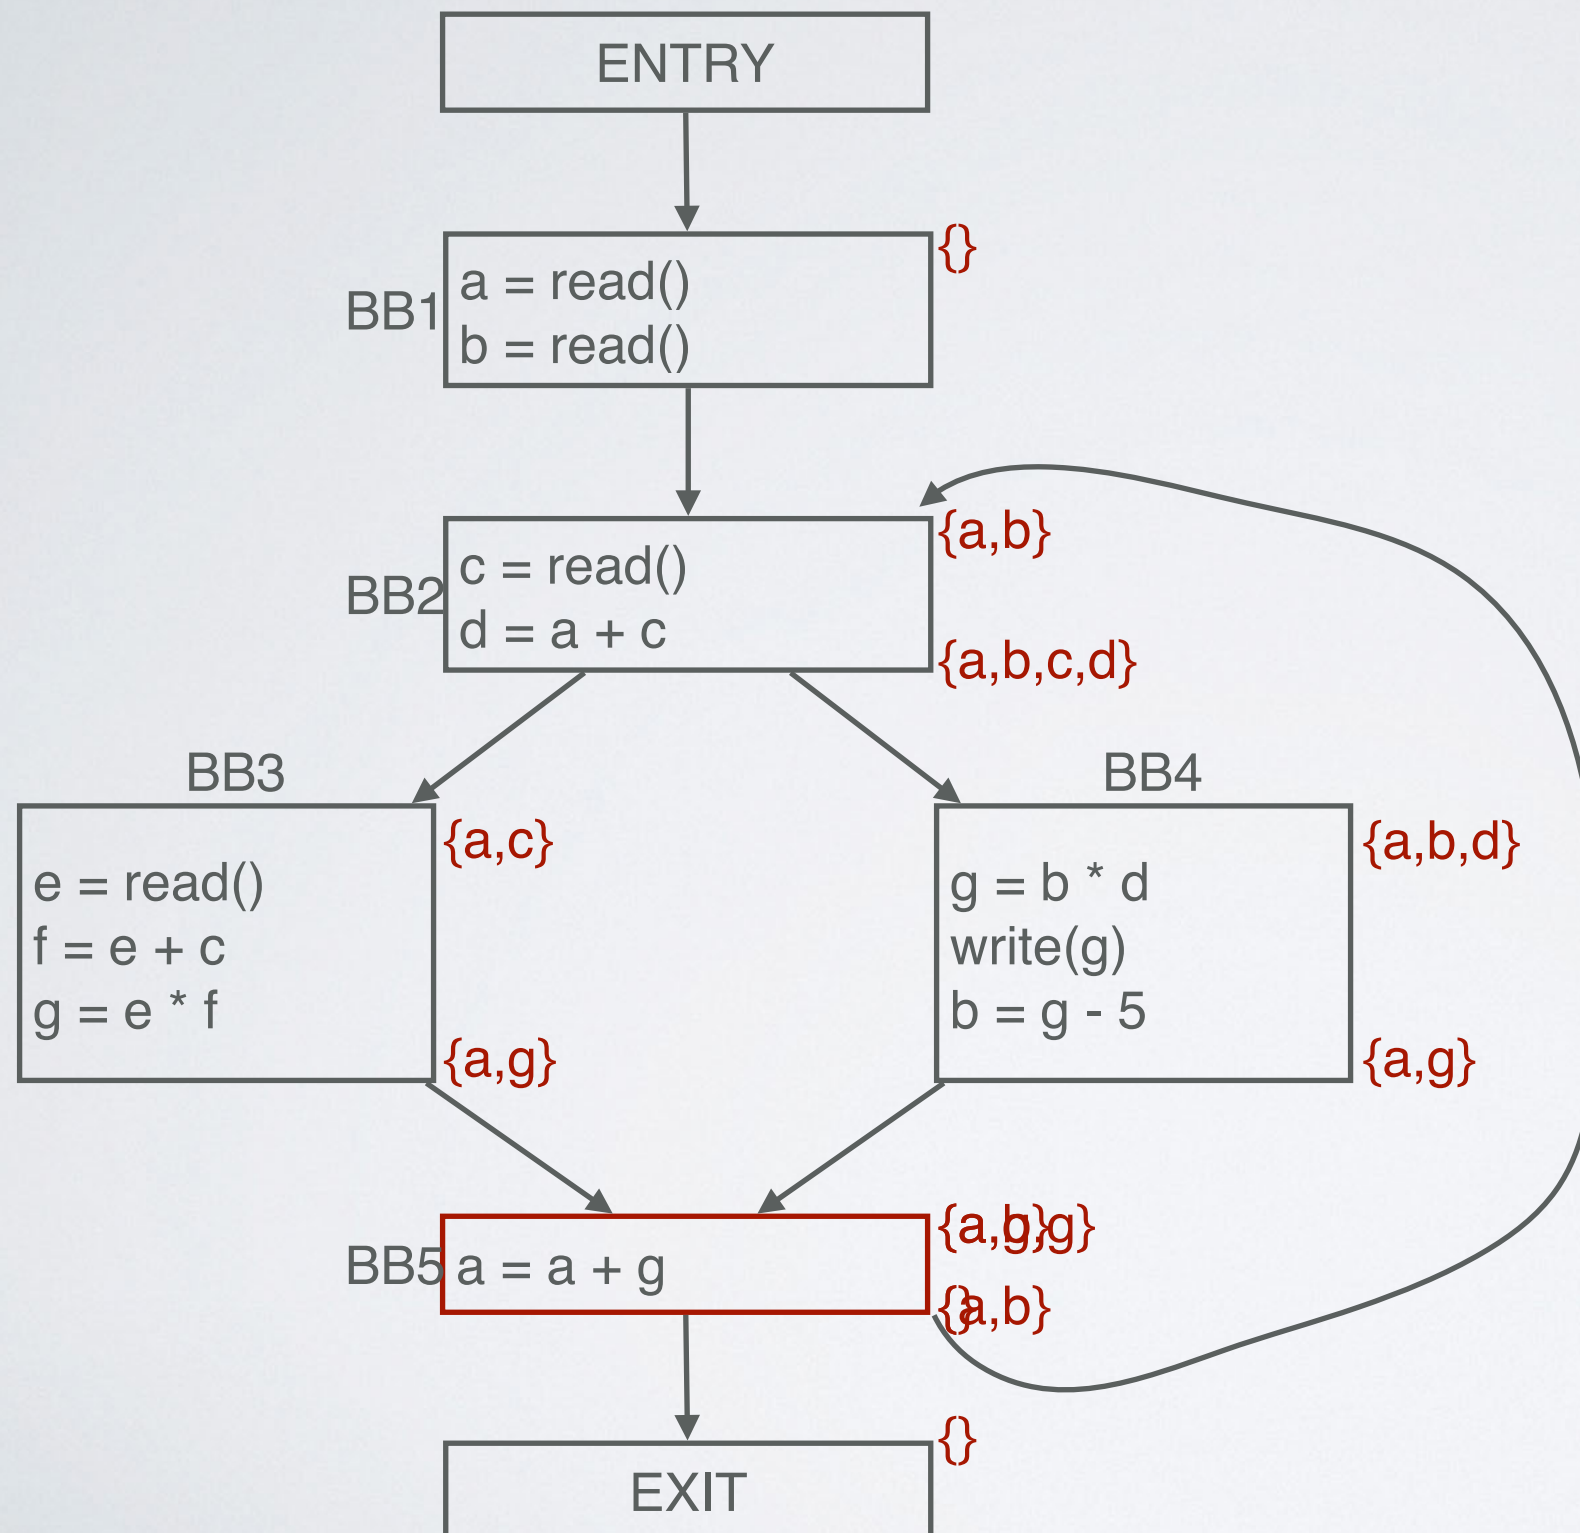 ENTRY
{}
BB1
a = read()
b = read()
{a,b}
BB2
c = read()
d = a + c
{a,b,c,d}
BB3
BB4
{a,c}
e = read()
f = e + c
g = e * f
{a,g}
{a,b,d}
g = b * d
write(g)
b = g - 5
{a,g}
BB5
a = a + g
{}
EXIT